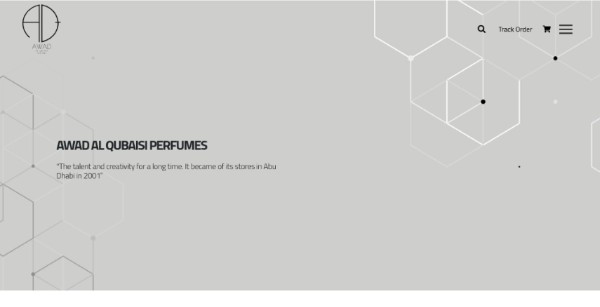 AWAD
Track Order
AWAD AL QUBAISI PERFUMES
"The talent and creativity for a long time. It became of its stores in Abu
Dhabi in 2001"